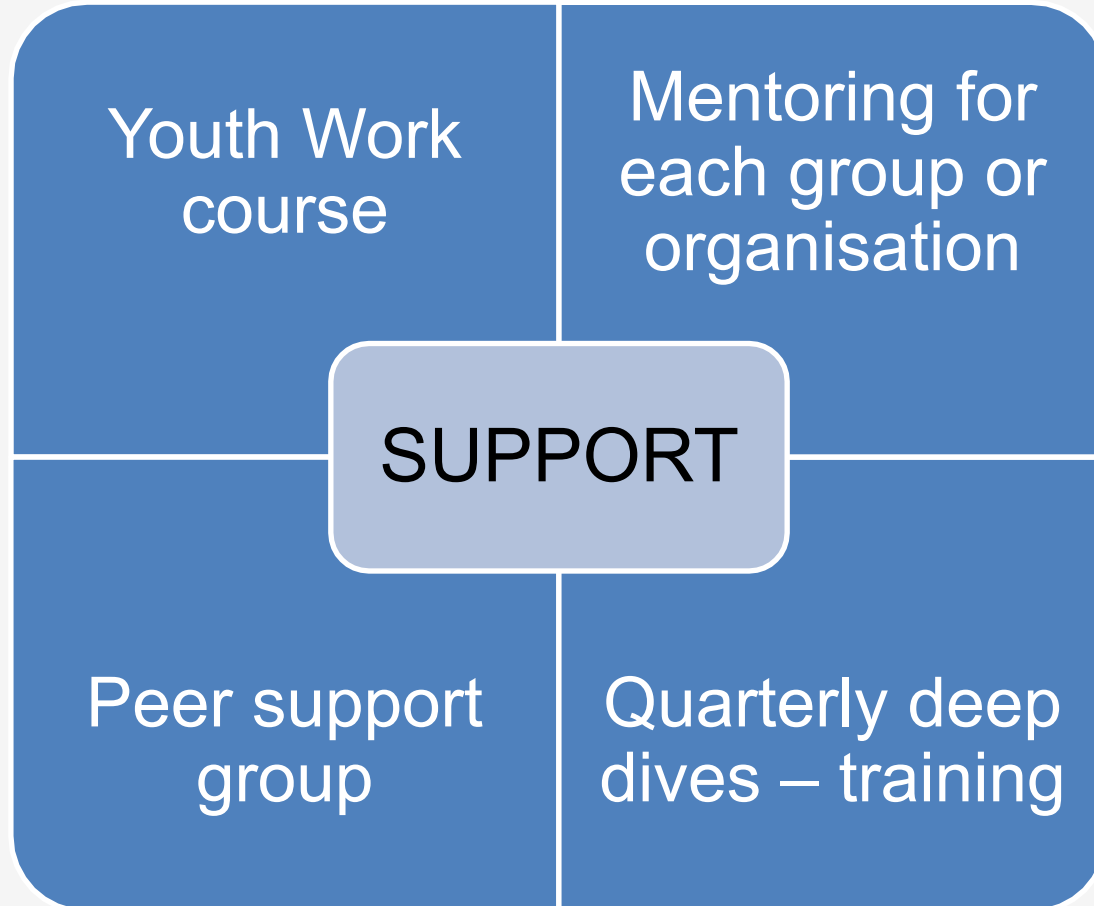 Youth Work
course
Mentoring for
each group or
organisation
SUPPORT
Peer support
group
Quarterly deep
dives – training